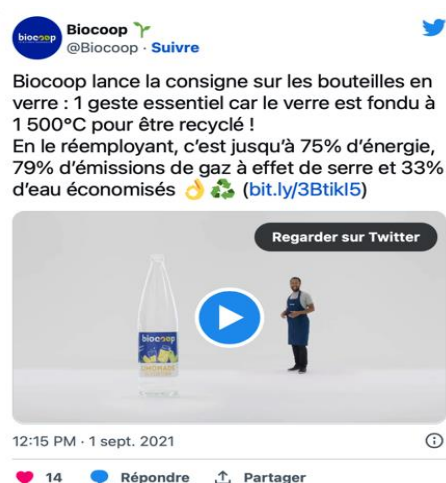 biocoop
Biocoop
@Biocoop · Suivre
Biocoop lance la consigne sur les bouteilles en
verre : 1 geste essentiel car le verre est fondu à
1 500°C pour être recyclé !
En le réemployant, c'est jusqu'à 75% d'énergie,
79% d'émissions de gaz à effet de serre et 33%
d'eau économisés 👌 ♻️ (bit.ly/3Btikl5)
Regarder sur Twitter
biocoop
LIMONADE
12:15 PM · 1 sept. 2021
14 Répondre Partager